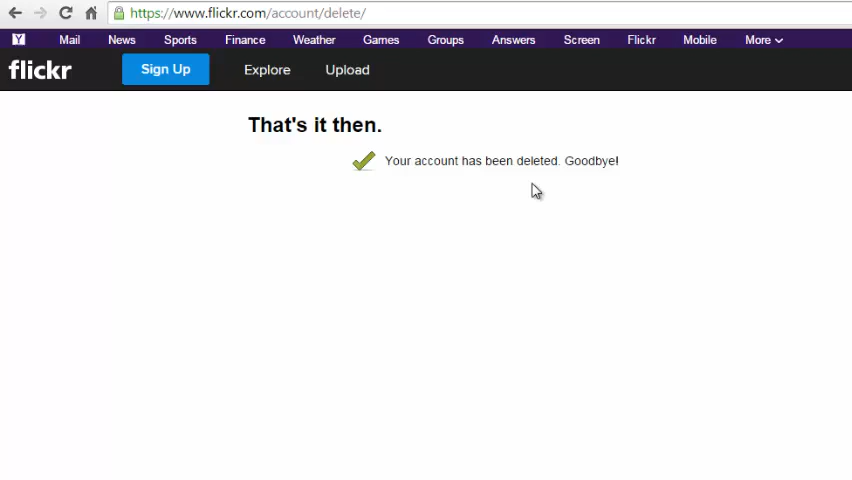 https://www.flickr.com/account/delete/
Y Mail News Sports Finance Weather Games Groups Answers Screen Flickr Mobile More
flickr Sign Up Explore Upload
That's it then.
Your account has been deleted. Goodbye!